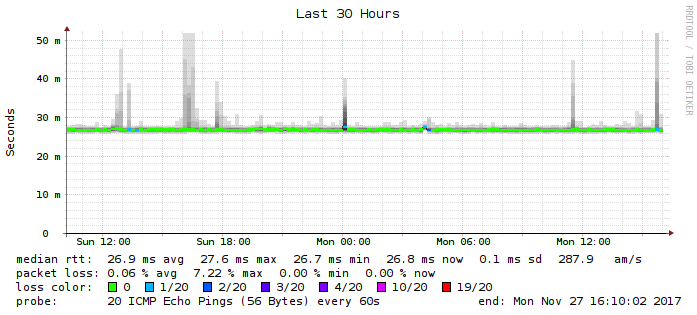 Last 30 Hours
RRDTOOL / TOBI OETIKER
Seconds
50 m
40 m
30 m
20 m
10 m
0
Sun 12:00 Sun 18:00 Mon 00:00 Mon 06:00 Mon 12:00
median rtt: 26.9 ms avg 27.6 ms max 26.7 ms min 26.8 ms now 0.1 ms sd 287.9 am/s
packet loss: 0.06 % avg 7.22 % max 0.00 % min 0.00 % now
loss color: 0 1/20 2/20 3/20 4/20 10/20 19/20
probe: 20 ICMP Echo Pings (56 Bytes) every 60s end: Mon Nov 27 16:10:02 2017